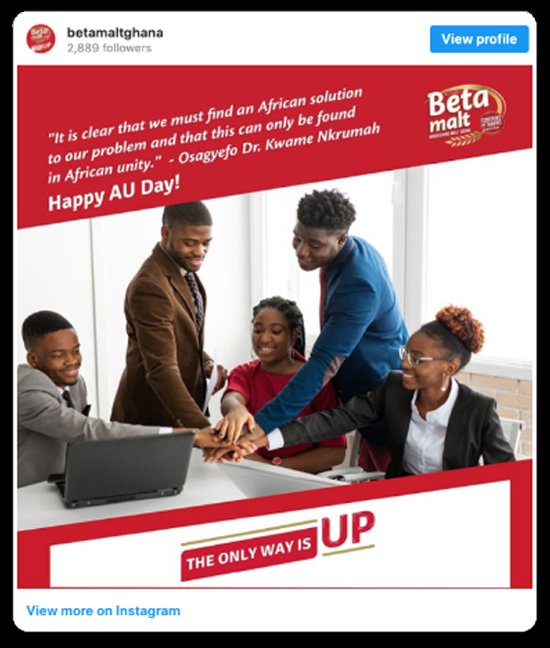 betamaltghana
2,889 followers
View profile
"It is clear that we must find an African solution
to our problem and that this can only be found
in African unity." - Osagyefo Dr. Kwame Nkrumah
Happy AU Day!
Beta
malt
THE ONLY WAY IS UP
View more on Instagram